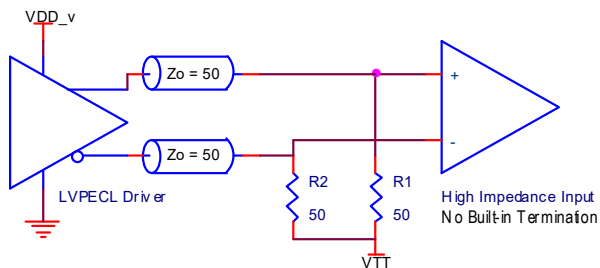 VDD_v
Zo = 50
+
Zo = 50
-
LVPECL Driver
R2
50
R1
50
High Impedance Input
No Built-in Termination
VTT